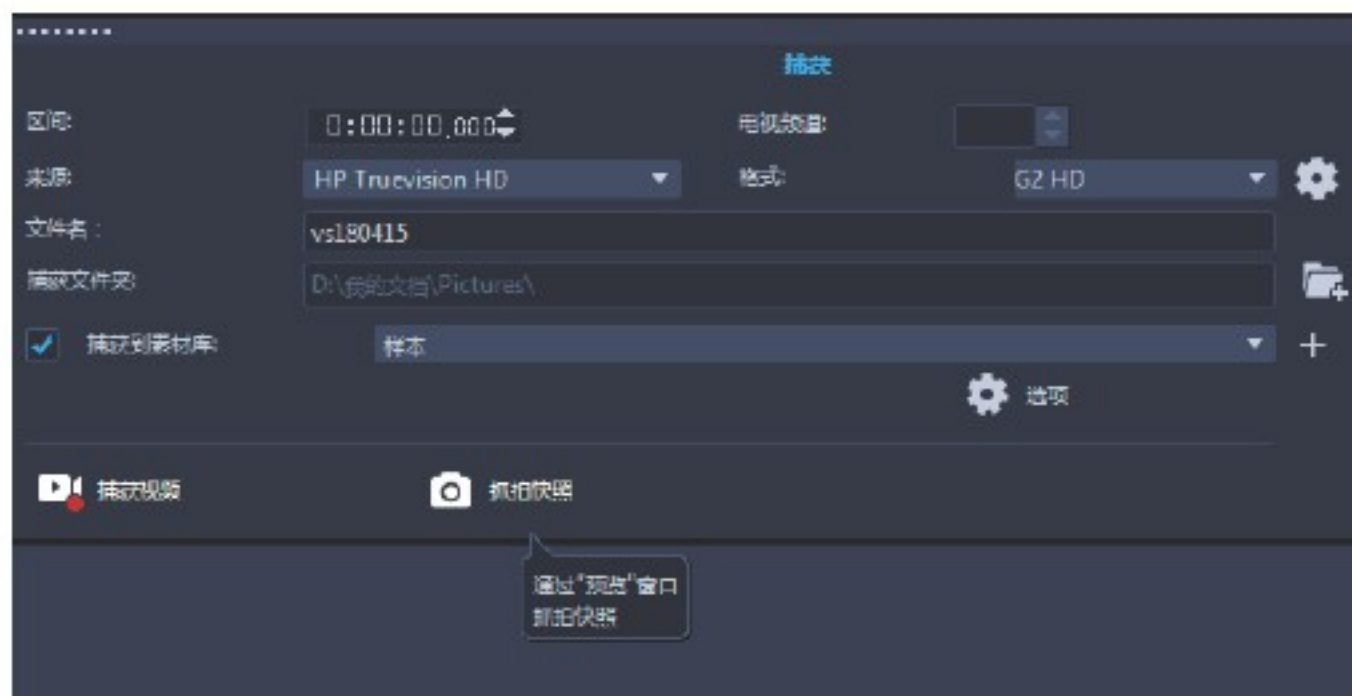 捕获
区间: 0:00:00.000 电视频道:
来源: HP Truevision HD 格式: G2 HD
文件名: vs180415
捕获文件夹: D:\我的文档\Pictures\
捕获到素材库: 样本
选项
捕获视频 抓拍快照
通过"预览"窗口
抓拍快照